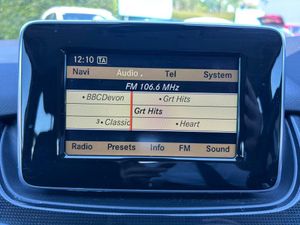 12:10 TA
Navi Audio Tel System
FM 106.6 MHz
•BBCDevon •Grt Hits
Grt Hits
3•Classic •Heart
Radio Presets Info FM Sound